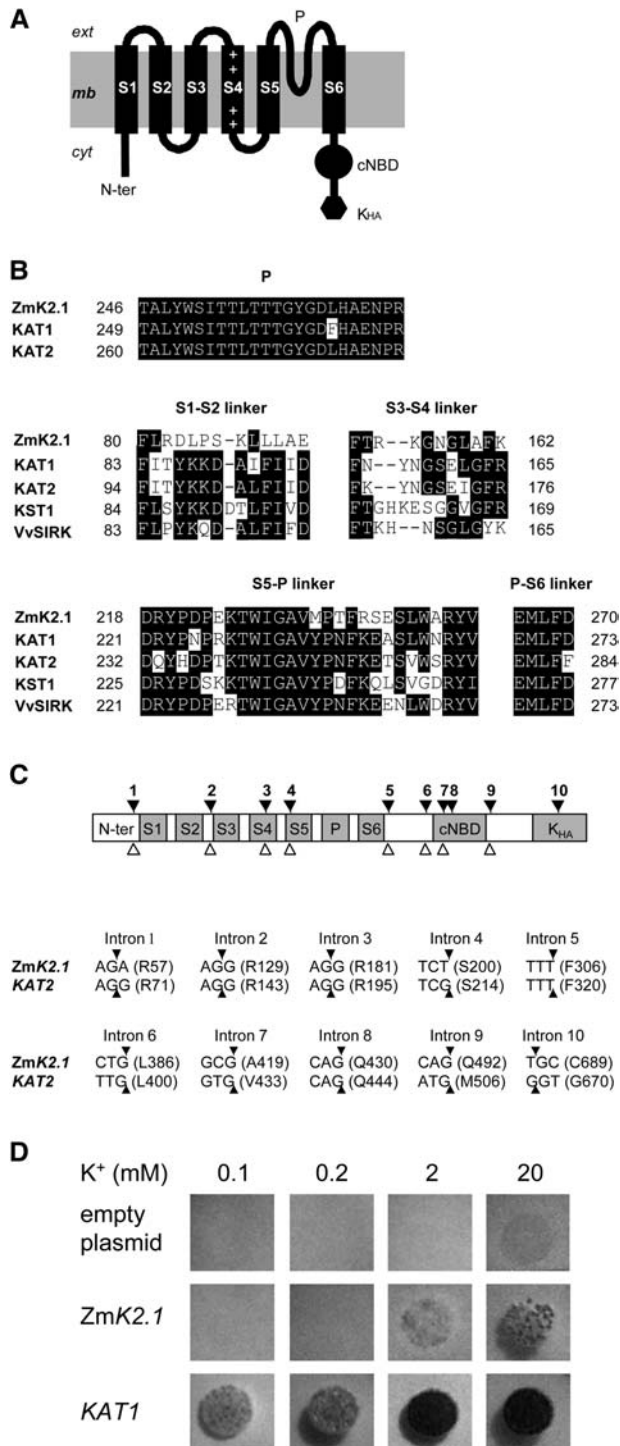 A
ext
P
+
+
S1 S2 S3 S4 S5 S6
mb
+
+
cyt
cNBD
N-ter
KHA
B
P
ZmK2.1 246 TALYWSITTLTTTGYGDLHAENPR
KAT1 249 TALYWSITTLTTTGYGDFHAENPR
KAT2 260 TALYWSITTLTTTGYGDLHAENPR
S1-S2 linker S3-S4 linker
ZmK2.1 80 FLRDLPS-KLLLAE FTR--KGNGLAFK 162
KAT1 83 FITYKKD-AIFIID FN--YNGSELGFR 165
KAT2 94 FITYKKD-ALFIID FK--YNGSEIGFR 176
KST1 84 FLSYKKDDTLFIVD FTGHKESGGVGFR 169
VvSIRK 83 FLPYKQD-ALFIFD FTKH--NSGLGYK 165
S5-P linker P-S6 linker
ZmK2.1 218 DRYPDPEKTWIGAVMPTFRSESLWARYV EMLFD 270
KAT1 221 DRYPNPRKTWIGAVYPNFKEASLWNRYV EMLFD 273
KAT2 232 DQYHDPTKTWIGAVYPNFKETSVWSRYV EMLFF 284
KST1 225 DRYPDSKKTWIGAVYPDFKQLSVGDRYI EMLFD 277
VvSIRK 221 DRYPDPERTWIGAVYPNFKEENLWDRYV EMLFD 273
C
1 2 3 4 5 6 7 8 9 10
N-ter S1 S2 S3 S4 S5 P S6 cNBD KHA
Intron 1 Intron 2 Intron 3 Intron 4 Intron 5
ZmK2.1 AGA (R57) AGG (R129) AGG (R181) TCT (S200) TTT (F306)
KAT2 AGG (R71) AGG (R143) AGG (R195) TCG (S214) TTT (F320)
Intron 6 Intron 7 Intron 8 Intron 9 Intron 10
ZmK2.1 CTG (L386) GCG (A419) CAG (Q430) CAG (Q492) TGC (C689)
KAT2 TTG (L400) GTG (V433) CAG (Q444) ATG (M506) GGT (G670)
D
K+ (mM) 0.1 0.2 2 20
empty
plasmid
ZmK2.1
KAT1